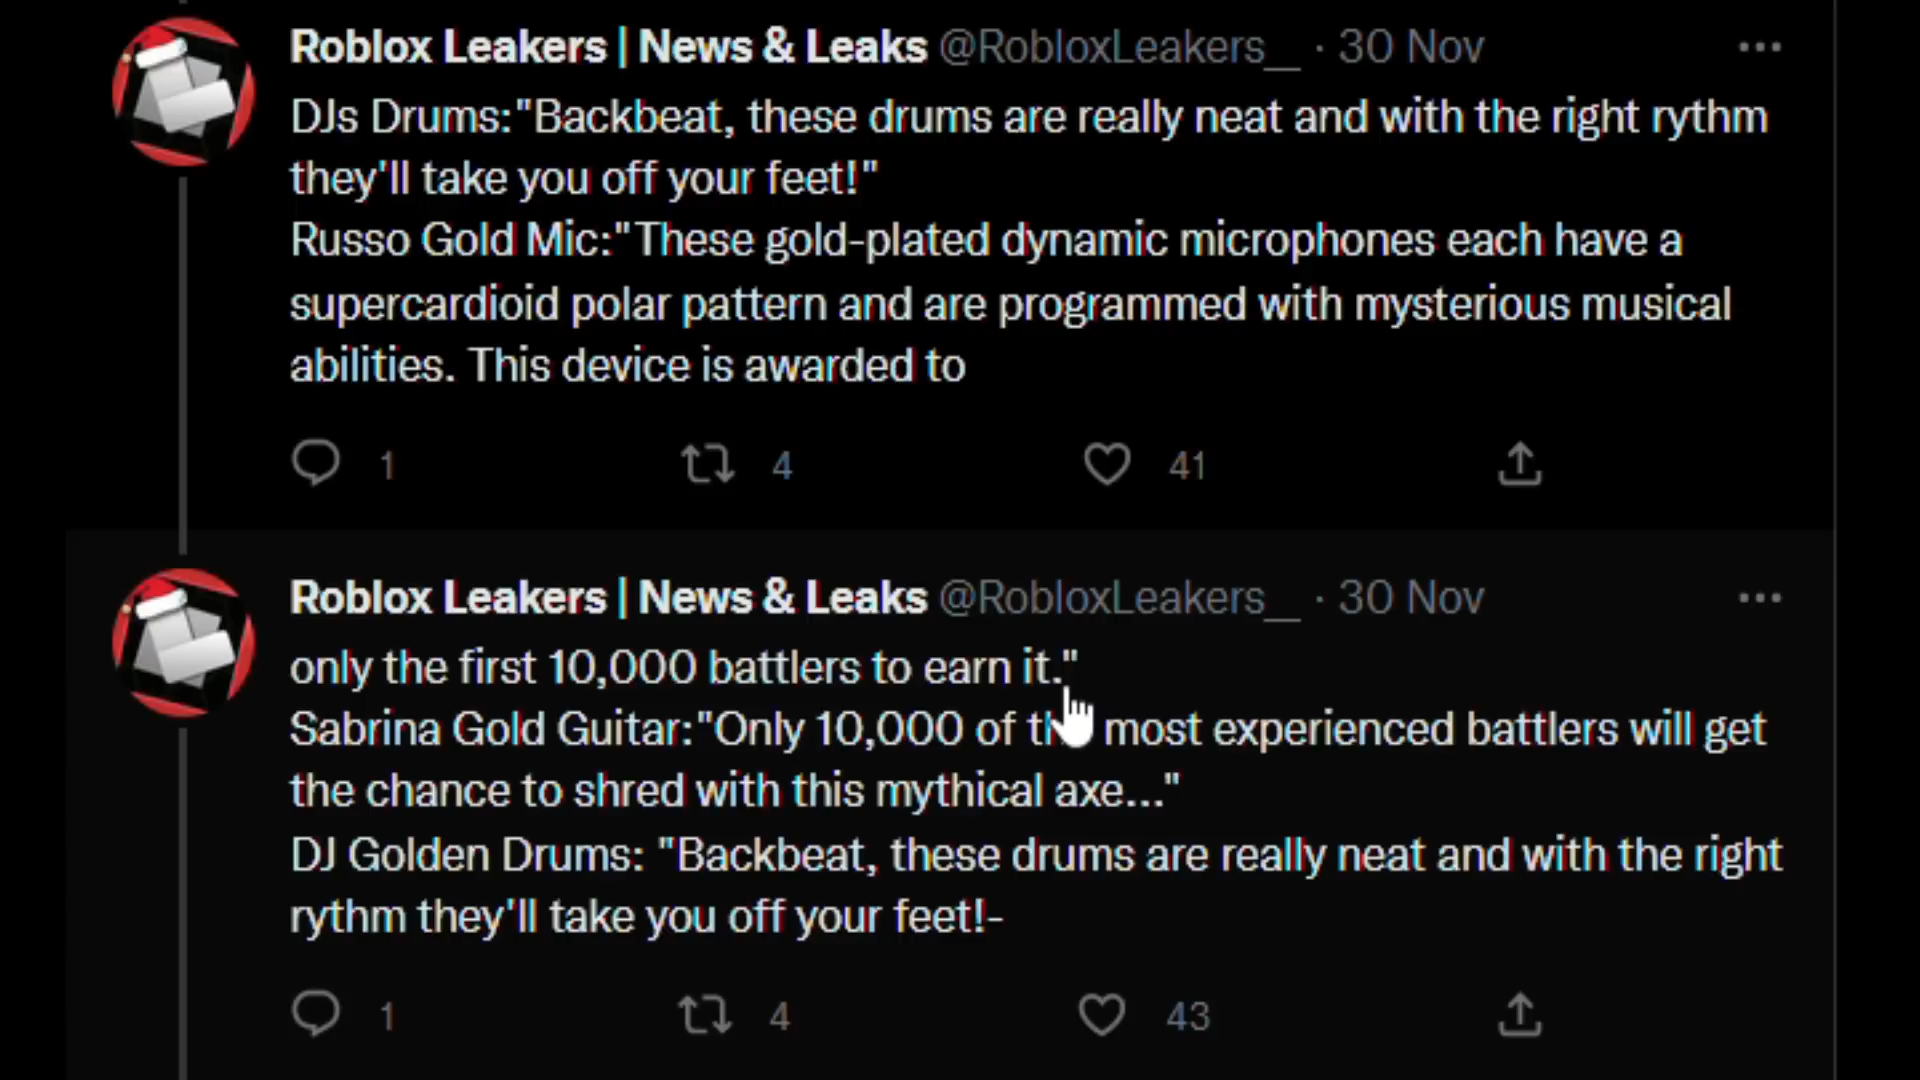 Roblox Leakers | News & Leaks @RobloxLeakers__ · 30 Nov
DJs Drums:"Backbeat, these drums are really neat and with the right rythm
they'll take you off your feet!"
Russo Gold Mic:"These gold-plated dynamic microphones each have a
supercardioid polar pattern and are programmed with mysterious musical
abilities. This device is awarded to
1 4 41
Roblox Leakers | News & Leaks @RobloxLeakers__ · 30 Nov
only the first 10,000 battlers to earn it."
Sabrina Gold Guitar:"Only 10,000 of the most experienced battlers will get
the chance to shred with this mythical axe..."
DJ Golden Drums: "Backbeat, these drums are really neat and with the right
rythm they'll take you off your feet!-
1 4 43